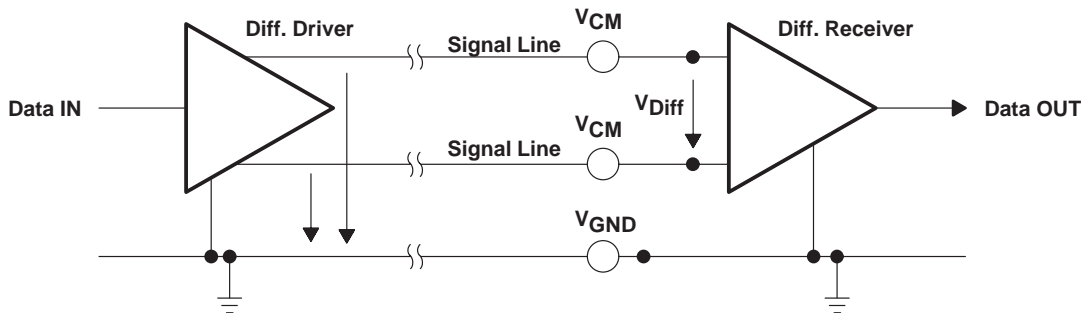 V_CM
Diff. Driver
Diff. Receiver
Signal Line
Data IN
V_Diff
Data OUT
V_CM
Signal Line
V_GND